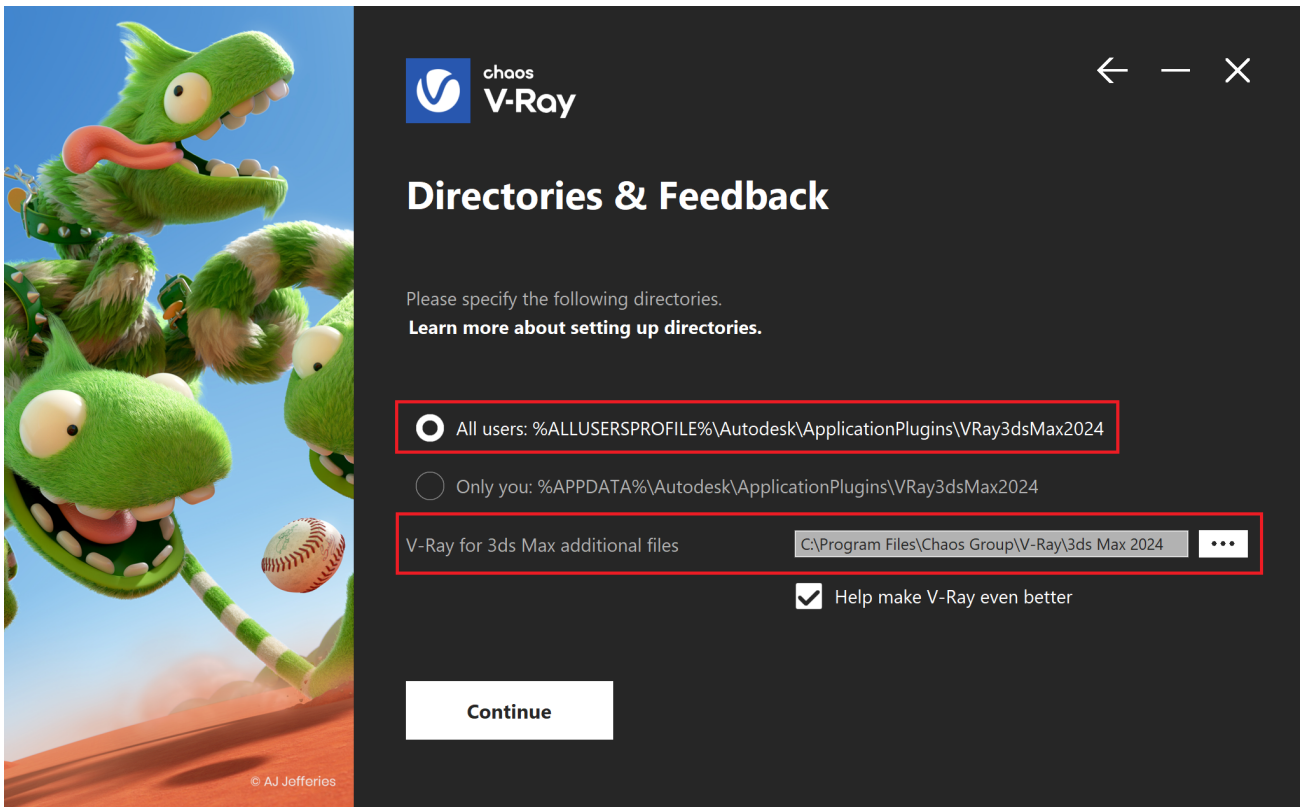 chaos
V-Ray
Directories & Feedback
Please specify the following directories.
Learn more about setting up directories.
All users: %ALLUSERSPROFILE%\Autodesk\ApplicationPlugins\VRay3dsMax2024
Only you: %APPDATA%\Autodesk\ApplicationPlugins\VRay3dsMax2024
V-Ray for 3ds Max additional files C:\Program Files\Chaos Group\V-Ray\3ds Max 2024
Help make V-Ray even better
Continue
© AJ Jefferies